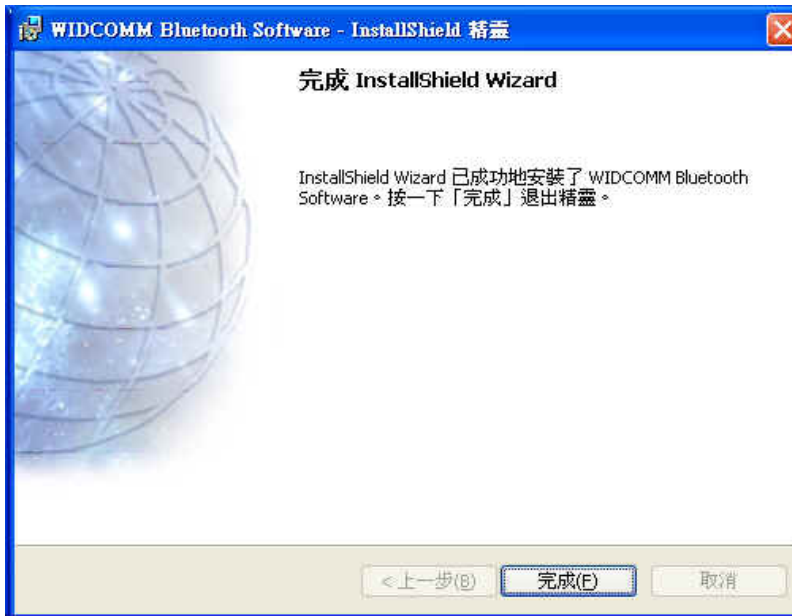 WIDCOMM Bluetooth Software - InstallShield 精靈
完成 InstallShield Wizard
InstallShield Wizard 已成功地安裝了 WIDCOMM Bluetooth
Software。按一下「完成」退出精靈。
<上一步(B)
完成(F)
取消